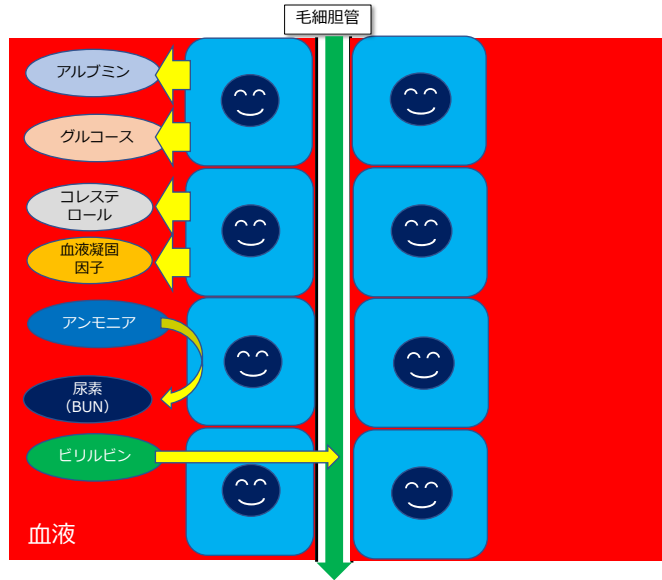 毛細胆管
アルブミン
グルコース
コレステ
ロール
血液凝固
因子
アンモニア
尿素
（BUN）
ビリルビン
血液